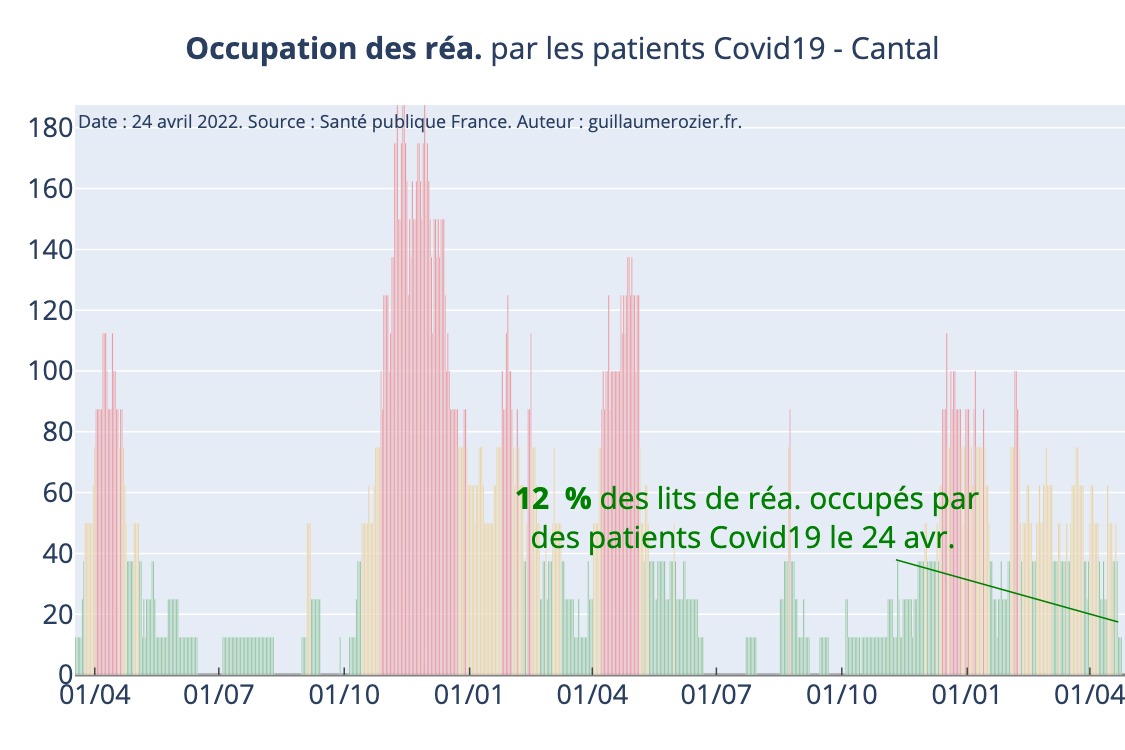 Occupation des réa. par les patients Covid19 - Cantal
Date : 24 avril 2022. Source : Santé publique France. Auteur : guillaumerozier.fr.
180
160
140
120
100
80
60
40
20
0
12 % des lits de réa. occupés par
des patients Covid19 le 24 avr.
01/04 01/07 01/10 01/01 01/04 01/07 01/10 01/01 01/04